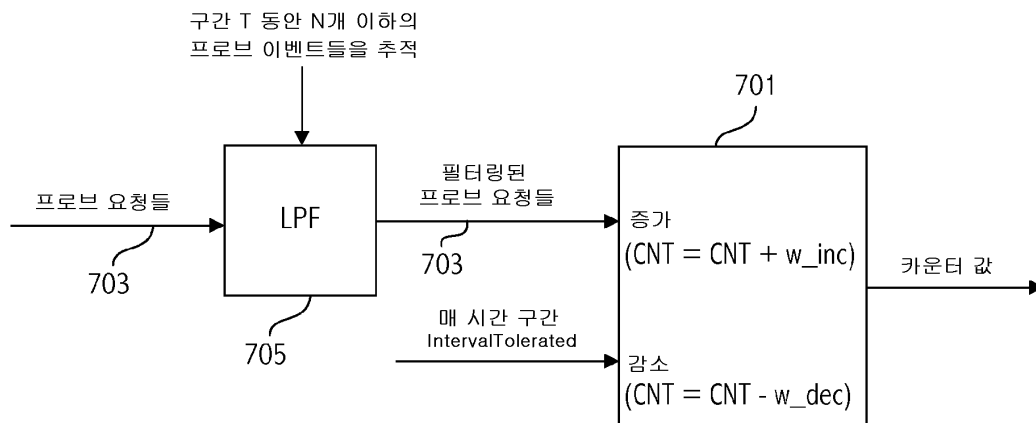 구간 T 동안 N개 이하의
프로브 이벤트들을 추적
701
프로브 요청들
703
LPF
705
필터링된
프로브 요청들
703
증가
(CNT = CNT + w_inc)
카운터 값
매 시간 구간
IntervalTolerated
감소
(CNT = CNT - w_dec)